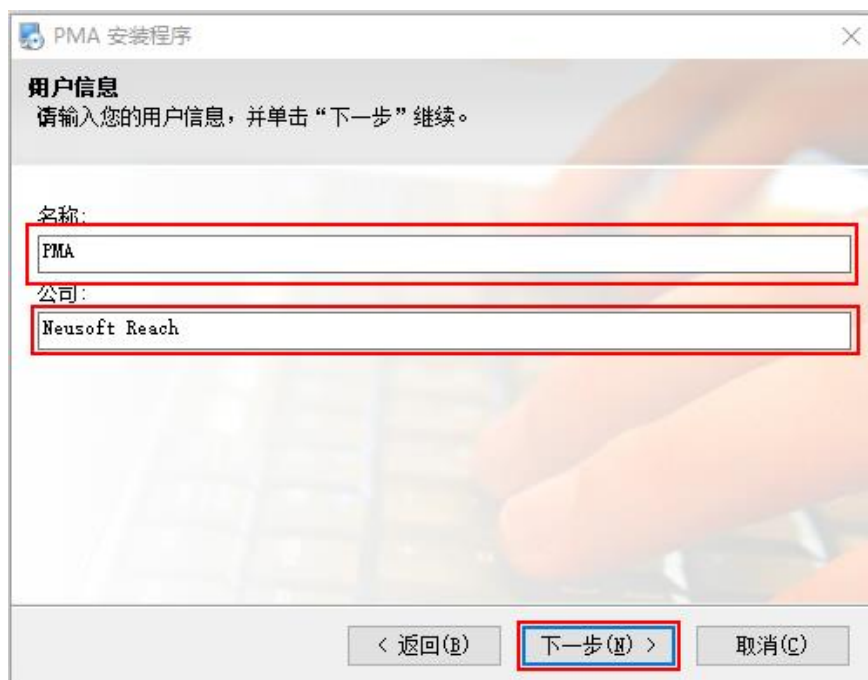 PMA 安装程序
用户信息
请输入您的用户信息，并单击“下一步”继续。
名称:
PMA
公司:
Neusoft Reach
< 返回(B)
下一步(N) >
取消(C)